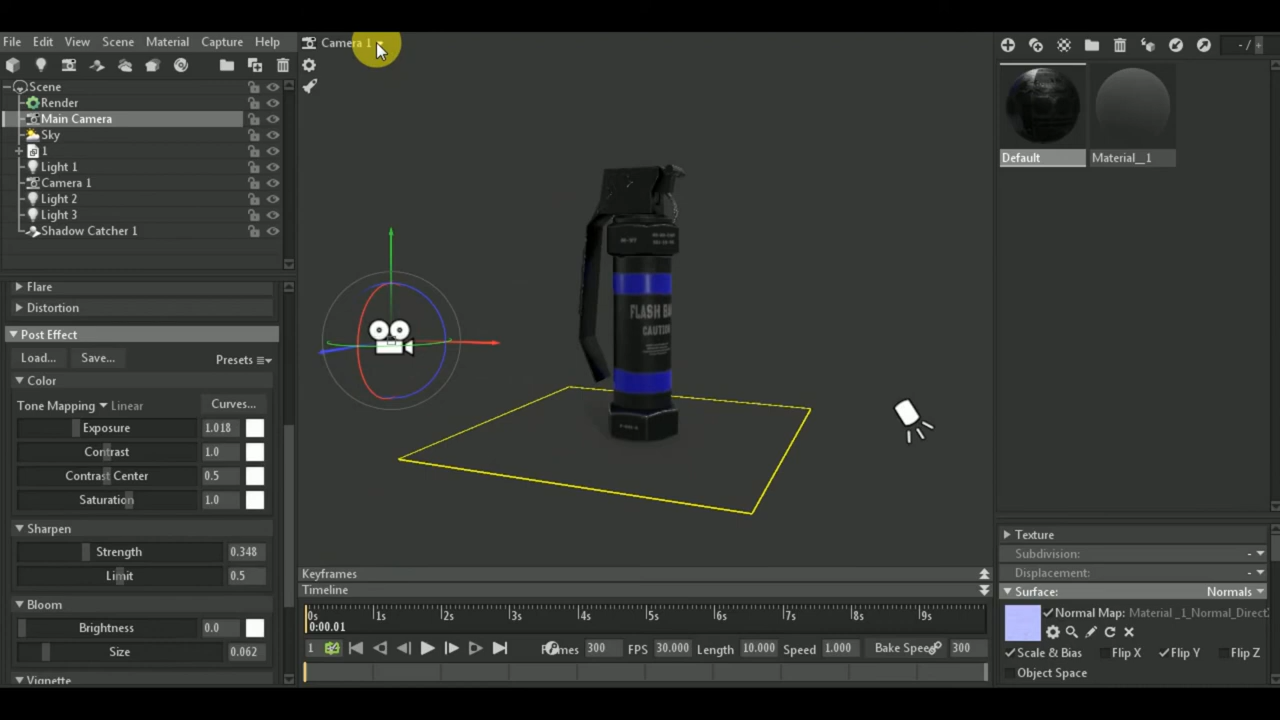 File Edit View Scene Material Capture Help
Scene
Render
Main Camera
Sky
1
Light 1
Camera 1
Light 2
Light 3
Shadow Catcher 1
Flare
Distortion
Post Effect
Load... Save... Presets
Color
Tone Mapping Linear Curves...
Exposure 1.018
Contrast 1.0
Contrast Center 0.5
Saturation 1.0
Sharpen
Strength 0.348
Limit 0.5
Bloom
Brightness 0.0
Size 0.062
Vignette
Camera 1
FLASH BA
CAUTION
Keyframes
Timeline
0s 1s 2s 3s 4s 5s 6s 7s 8s 9s
0:00.01
1 Frames 300 FPS 30.000 Length 10.000 Speed 1.000 Bake Speed 300
- /
Default Material__1
Texture
Subdivision: -
Displacement: -
Surface: Normals
Normal Map: Material_1_Normal_Direct
Scale & Bias Flip X Flip Y Flip Z
Object Space